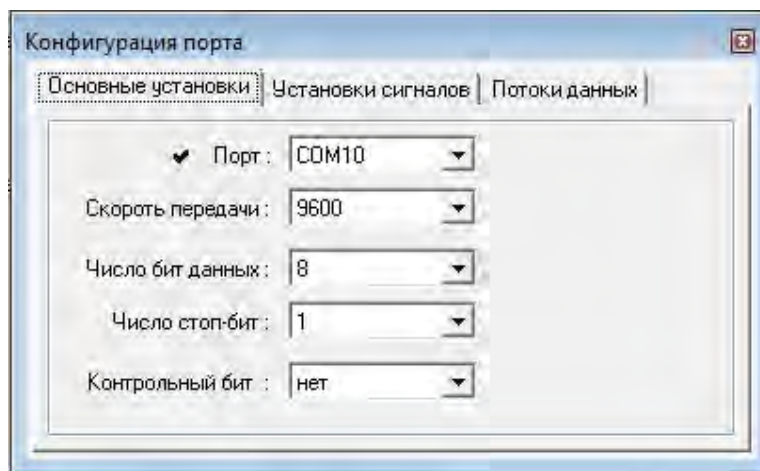 Конфигурация порта
Основные установки Установки сигналов Потоки данных
Порт : COM10
Скороть передачи : 9600
Число бит данных : 8
Число стоп-бит : 1
Контрольный бит : нет